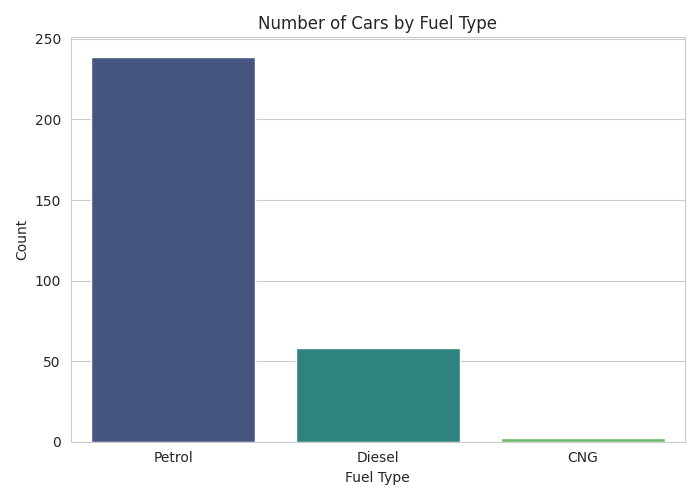 Number of Cars by Fuel Type
250
200
150
100
50
0
Count
Petrol
Diesel
CNG
Fuel Type